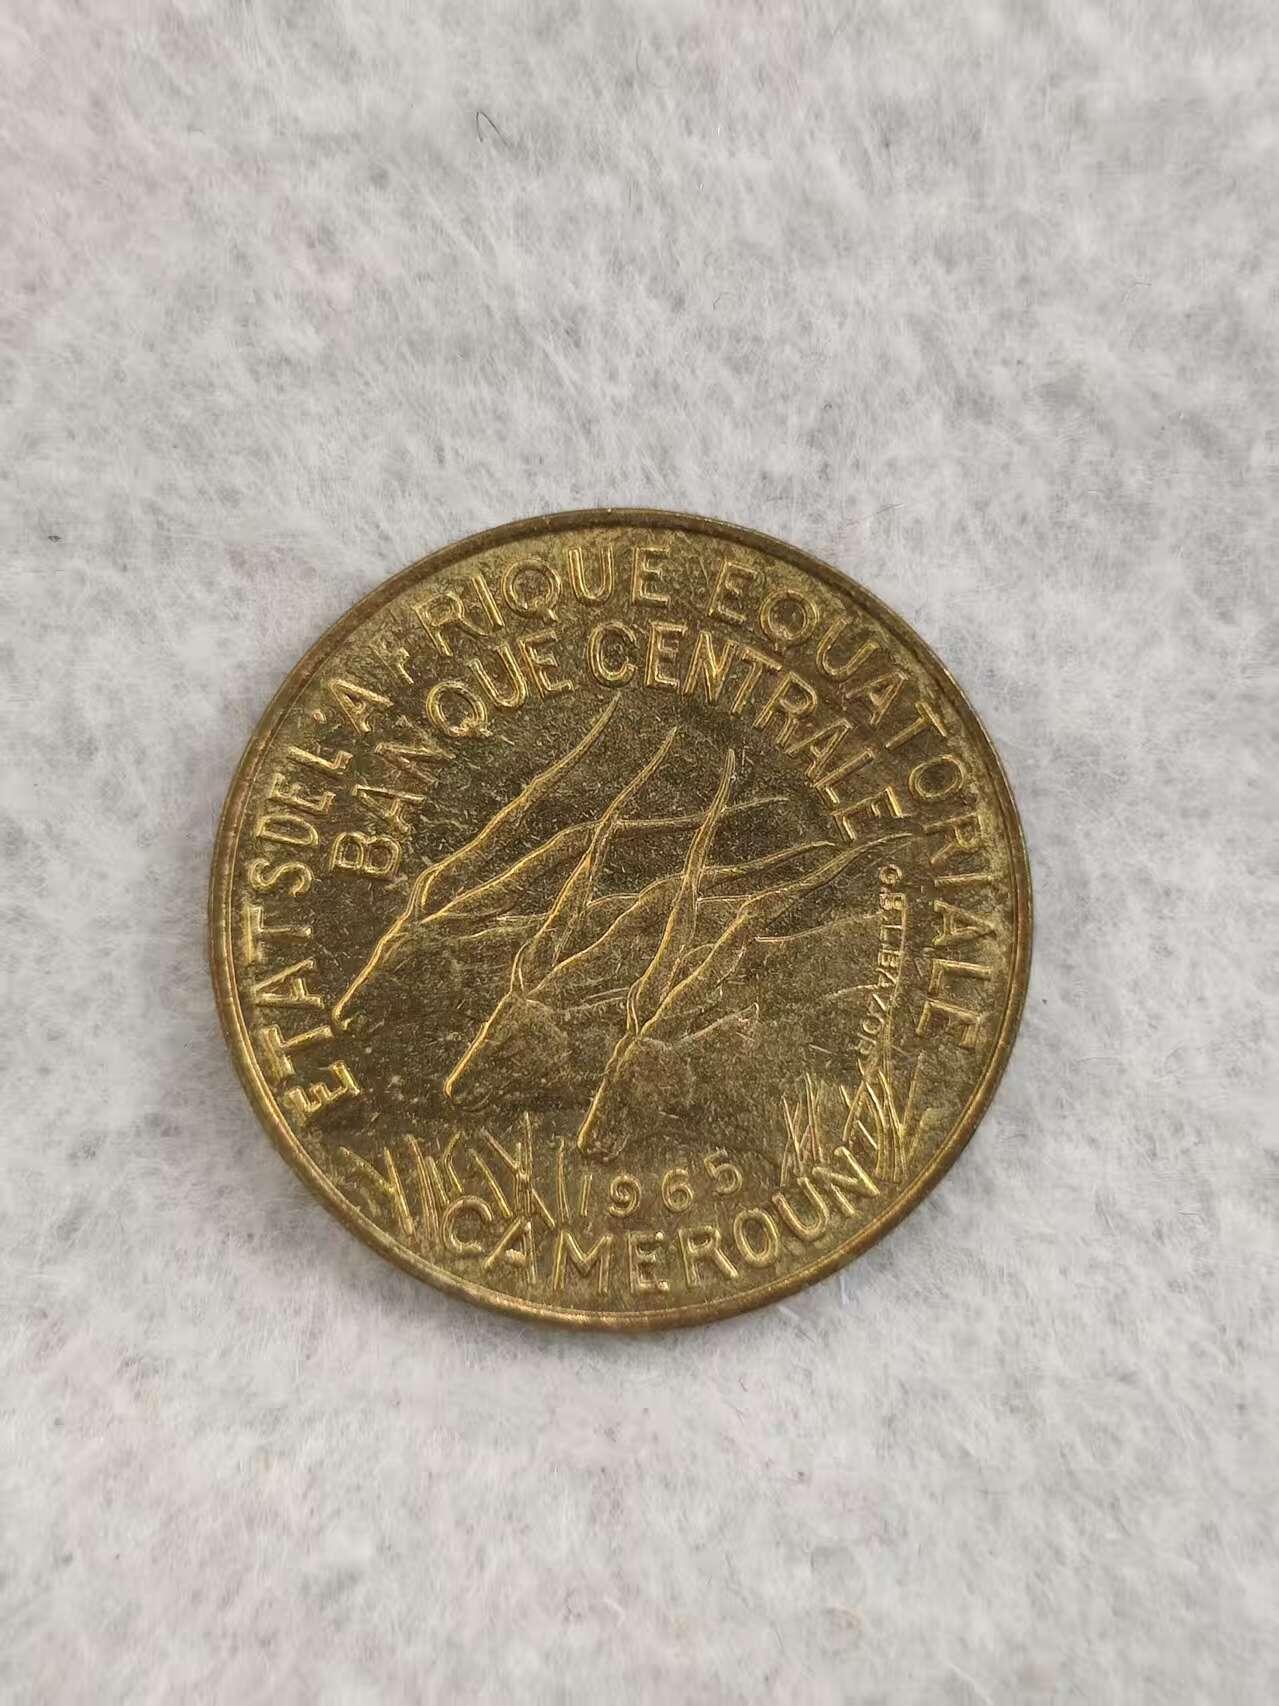 ETATS DE L'AFRIQUE EQUATORIALE
BANQUE CENTRALE
G.B.L.BAZOR
1965
CAMEROUN